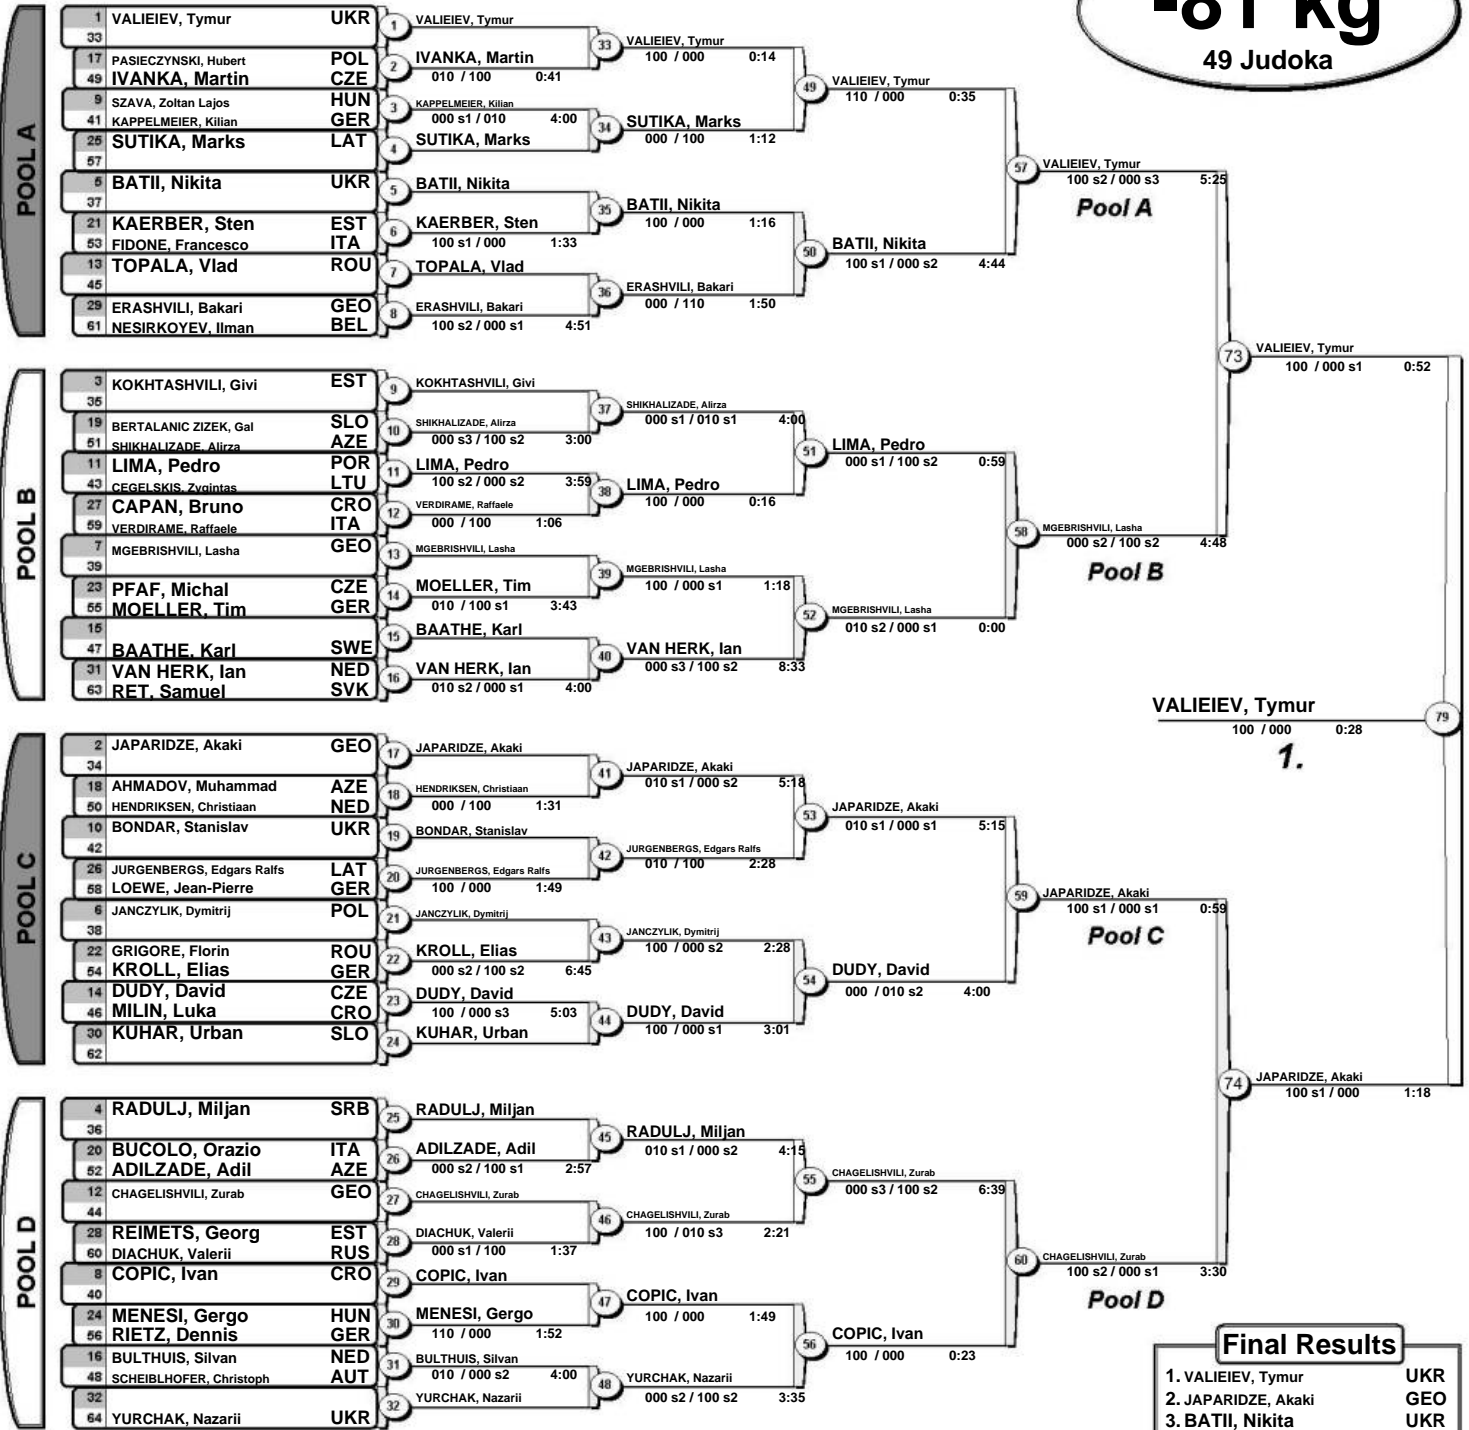 -81 kg
49 Judoka
POOL A
1 VALIEIEV, Tymur UKR
33
17 PASIECZYNSKI, Hubert POL
49 IVANKA, Martin CZE
9 SZAVA, Zoltan Lajos HUN
41 KAPPELMEIER, Kilian GER
25 SUTIKA, Marks LAT
57
5 BATII, Nikita UKR
37
21 KAERBER, Sten EST
53 FIDONE, Francesco ITA
13 TOPALA, Vlad ROU
45
29 ERASHVILI, Bakari GEO
61 NESIRKOYEV, Ilman BEL
1 VALIEIEV, Tymur
2 IVANKA, Martin
010 / 100 0:41
3 KAPPELMEIER, Kilian
000 s1 / 010 4:00
4 SUTIKA, Marks
5 BATII, Nikita
6 KAERBER, Sten
100 s1 / 000 1:33
7 TOPALA, Vlad
8 ERASHVILI, Bakari
100 s2 / 000 s1 4:51
33 VALIEIEV, Tymur
100 / 000 0:14
34 SUTIKA, Marks
000 / 100 1:12
35 BATII, Nikita
100 / 000 1:16
36 ERASHVILI, Bakari
000 / 110 1:50
49 VALIEIEV, Tymur
110 / 000 0:35
50 BATII, Nikita
100 s1 / 000 s2 4:44
57 VALIEIEV, Tymur
100 s2 / 000 s3 5:25
Pool A
POOL B
3 KOKHTASHVILI, Givi EST
35
19 BERTALANIC ZIZEK, Gal SLO
51 SHIKHALIZADE, Alirza AZE
11 LIMA, Pedro POR
43 CEGELSKIS, Zygintas LTU
27 CAPAN, Bruno CRO
59 VERDIRAME, Raffaele ITA
7 MGEBRISHVILI, Lasha GEO
39
23 PFAF, Michal CZE
55 MOELLER, Tim GER
15
47 BAATHE, Karl SWE
31 VAN HERK, Ian NED
63 RET, Samuel SVK
9 KOKHTASHVILI, Givi
10 SHIKHALIZADE, Alirza
000 s3 / 100 s2 3:00
11 LIMA, Pedro
100 s2 / 000 s2 3:59
12 VERDIRAME, Raffaele
000 / 100 1:06
13 MGEBRISHVILI, Lasha
14 MOELLER, Tim
010 / 100 s1 3:43
15 BAATHE, Karl
16 VAN HERK, Ian
010 s2 / 000 s1 4:00
37 SHIKHALIZADE, Alirza
000 s1 / 010 s1 4:00
38 LIMA, Pedro
100 / 000 0:16
39 MGEBRISHVILI, Lasha
100 / 000 s1 1:18
40 VAN HERK, Ian
000 s3 / 100 s2 8:33
51 LIMA, Pedro
000 s1 / 100 s2 0:59
52 MGEBRISHVILI, Lasha
010 s2 / 000 s1 0:00
58 MGEBRISHVILI, Lasha
000 s2 / 100 s2 4:48
Pool B
73 VALIEIEV, Tymur
100 / 000 s1 0:52
VALIEIEV, Tymur 79
100 / 000 0:28
1.
POOL C
2 JAPARIDZE, Akaki GEO
34
18 AHMADOV, Muhammad AZE
50 HENDRIKSEN, Christiaan NED
10 BONDAR, Stanislav UKR
42
26 JURGENBERGS, Edgars Ralfs LAT
58 LOEWE, Jean-Pierre GER
6 JANCZYLIK, Dymitrij POL
38
22 GRIGORE, Florin ROU
54 KROLL, Elias GER
14 DUDY, David CZE
46 MILIN, Luka CRO
30 KUHAR, Urban SLO
62
17 JAPARIDZE, Akaki
18 HENDRIKSEN, Christiaan
000 / 100 1:31
19 BONDAR, Stanislav
20 JURGENBERGS, Edgars Ralfs
100 / 000 1:49
21 JANCZYLIK, Dymitrij
22 KROLL, Elias
000 s2 / 100 s2 6:45
23 DUDY, David
100 / 000 s3 5:03
24 KUHAR, Urban
41 JAPARIDZE, Akaki
010 s1 / 000 s2 5:18
42 JURGENBERGS, Edgars Ralfs
010 / 100 2:28
43 JANCZYLIK, Dymitrij
100 / 000 s2 2:28
44 DUDY, David
100 / 000 s1 3:01
53 JAPARIDZE, Akaki
010 s1 / 000 s1 5:15
54 DUDY, David
000 / 010 s2 4:00
59 JAPARIDZE, Akaki
100 s1 / 000 s1 0:59
Pool C
POOL D
4 RADULJ, Miljan SRB
36
20 BUCOLO, Orazio ITA
52 ADILZADE, Adil AZE
12 CHAGELISHVILI, Zurab GEO
44
28 REIMETS, Georg EST
60 DIACHUK, Valerii RUS
8 COPIC, Ivan CRO
40
24 MENESI, Gergo HUN
56 RIETZ, Dennis GER
16 BULTHUIS, Silvan NED
48 SCHEIBLHOFER, Christoph AUT
32
64 YURCHAK, Nazarii UKR
25 RADULJ, Miljan
26 ADILZADE, Adil
000 s2 / 100 s1 2:57
27 CHAGELISHVILI, Zurab
28 DIACHUK, Valerii
000 s1 / 100 1:37
29 COPIC, Ivan
30 MENESI, Gergo
110 / 000 1:52
31 BULTHUIS, Silvan
010 / 000 s2 4:00
32 YURCHAK, Nazarii
45 RADULJ, Miljan
010 s1 / 000 s2 4:15
46 CHAGELISHVILI, Zurab
100 / 010 s3 2:21
47 COPIC, Ivan
100 / 000 1:49
48 YURCHAK, Nazarii
000 s2 / 100 s2 3:35
55 CHAGELISHVILI, Zurab
000 s3 / 100 s2 6:39
56 COPIC, Ivan
100 / 000 0:23
60 CHAGELISHVILI, Zurab
100 s2 / 000 s1 3:30
Pool D
74 JAPARIDZE, Akaki
100 s1 / 000 1:18
Final Results
1. VALIEIEV, Tymur UKR
2. JAPARIDZE, Akaki GEO
3. BATII, Nikita UKR